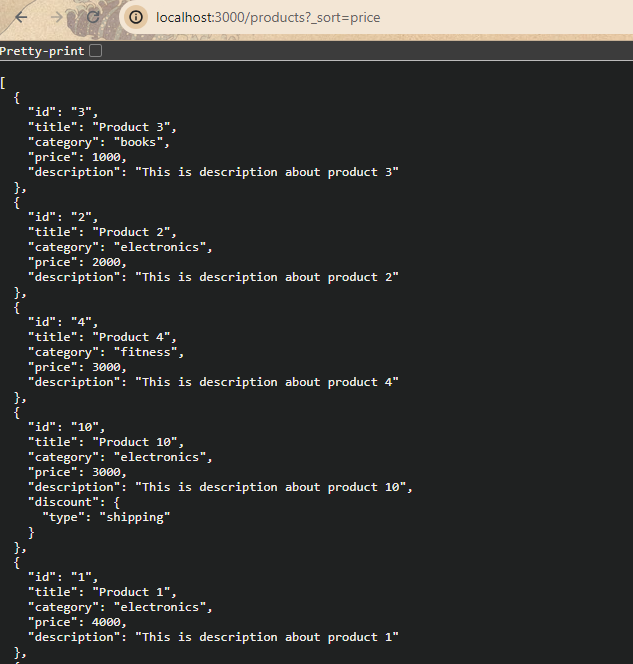 localhost:3000/products?_sort=price
Pretty-print
[
  {
    "id": "3",
    "title": "Product 3",
    "category": "books",
    "price": 1000,
    "description": "This is description about product 3"
  },
  {
    "id": "2",
    "title": "Product 2",
    "category": "electronics",
    "price": 2000,
    "description": "This is description about product 2"
  },
  {
    "id": "4",
    "title": "Product 4",
    "category": "fitness",
    "price": 3000,
    "description": "This is description about product 4"
  },
  {
    "id": "10",
    "title": "Product 10",
    "category": "electronics",
    "price": 3000,
    "description": "This is description about product 10",
    "discount": {
      "type": "shipping"
    }
  },
  {
    "id": "1",
    "title": "Product 1",
    "category": "electronics",
    "price": 4000,
    "description": "This is description about product 1"
  },